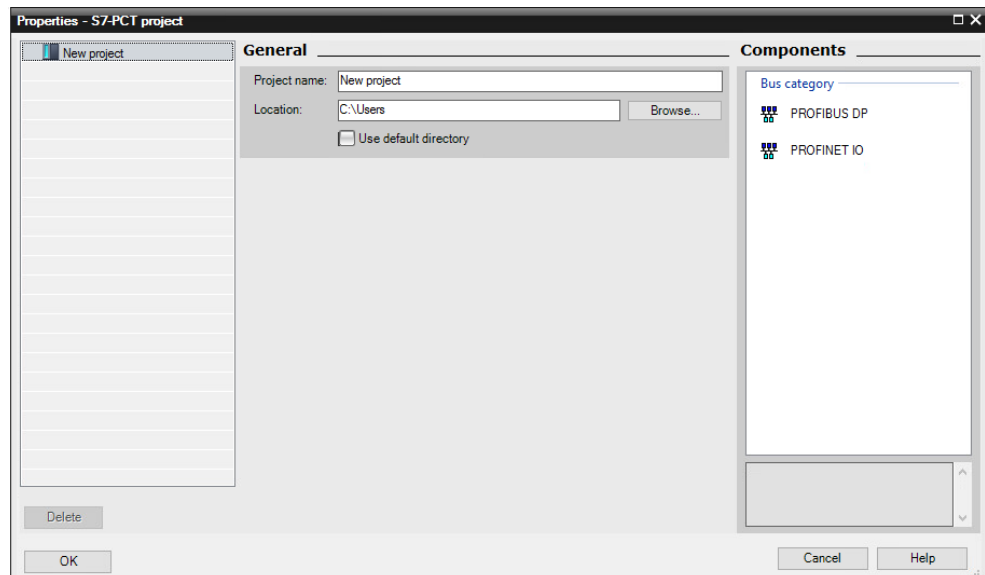 Properties - S7-PCT project
New project
General
Project name: New project
Location: C:\Users Browse...
Use default directory
Components
Bus category
PROFIBUS DP
PROFINET IO
Delete
OK
Cancel
Help